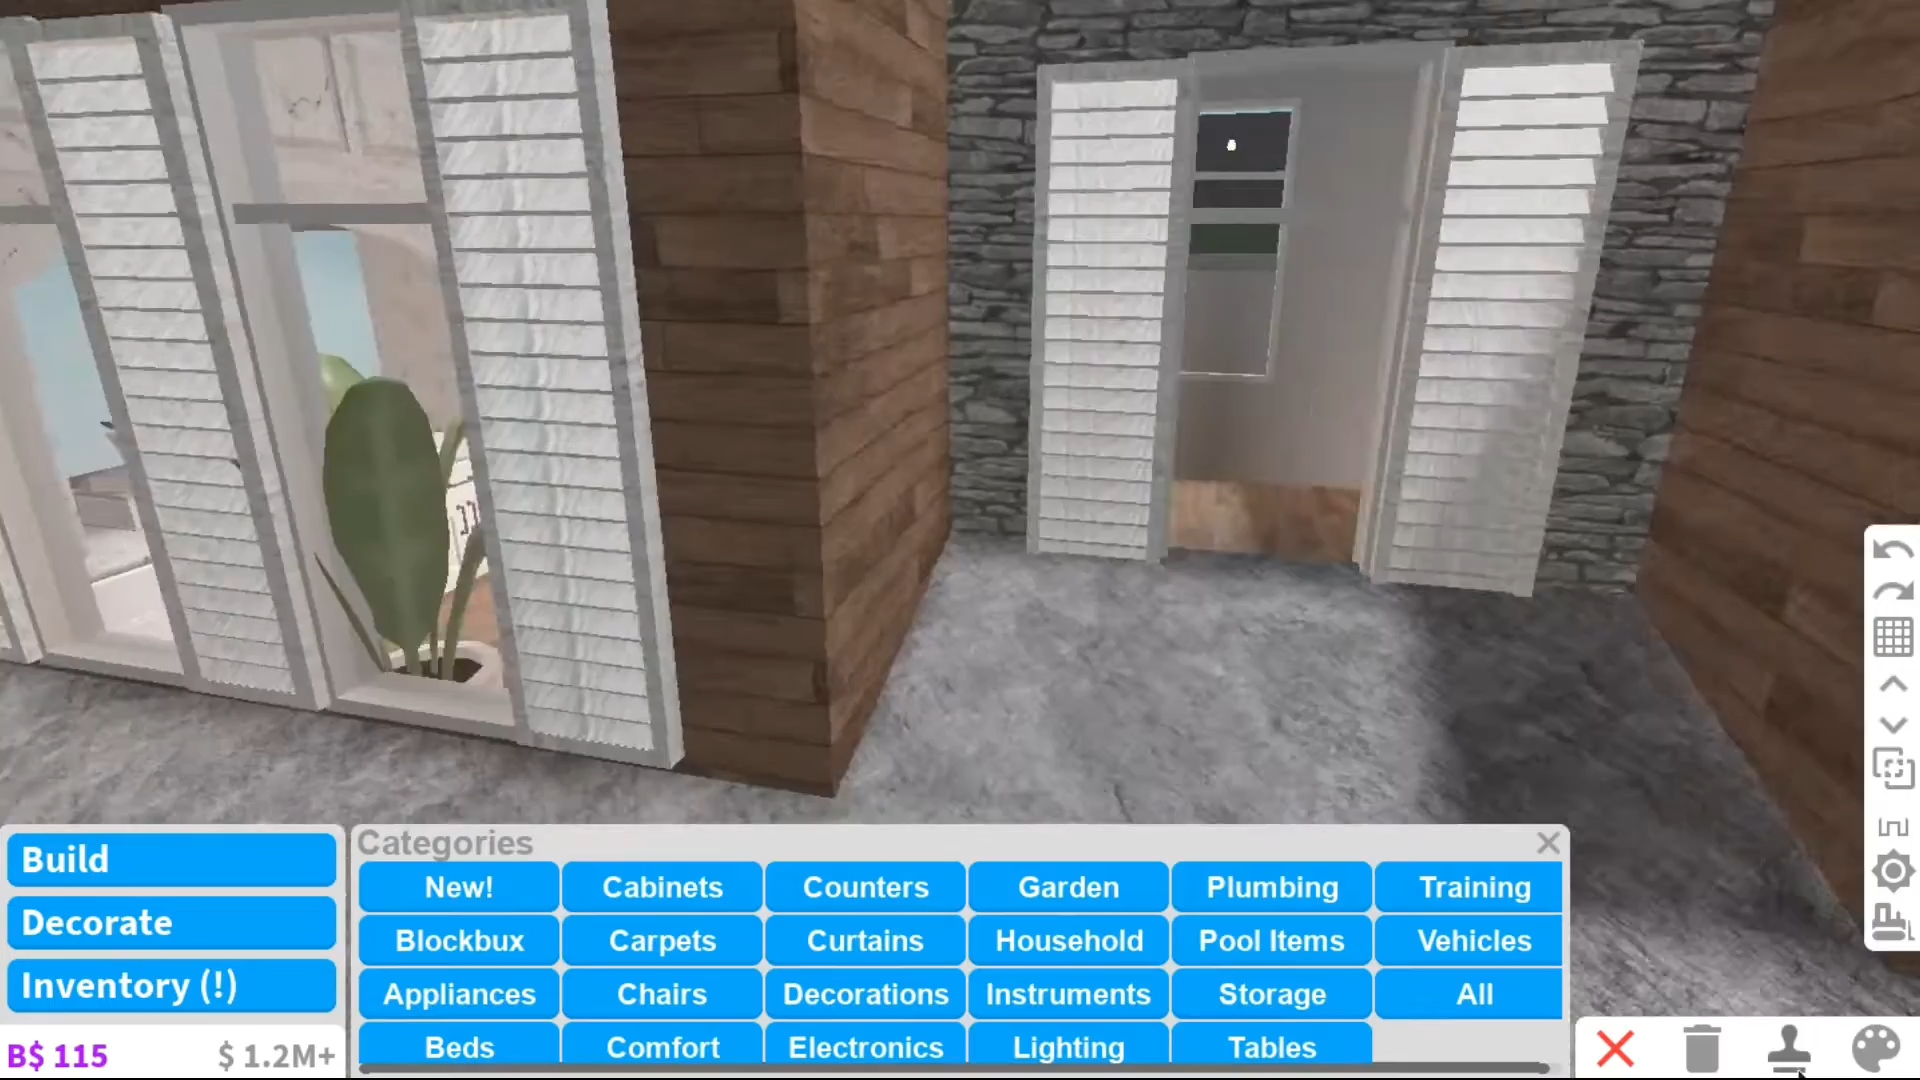 Build
Decorate
Inventory (!)
B$ 115
$ 1.2M+
Categories
New! Cabinets Counters Garden Plumbing Training
Blockbux Carpets Curtains Household Pool Items Vehicles
Appliances Chairs Decorations Instruments Storage All
Beds Comfort Electronics Lighting Tables